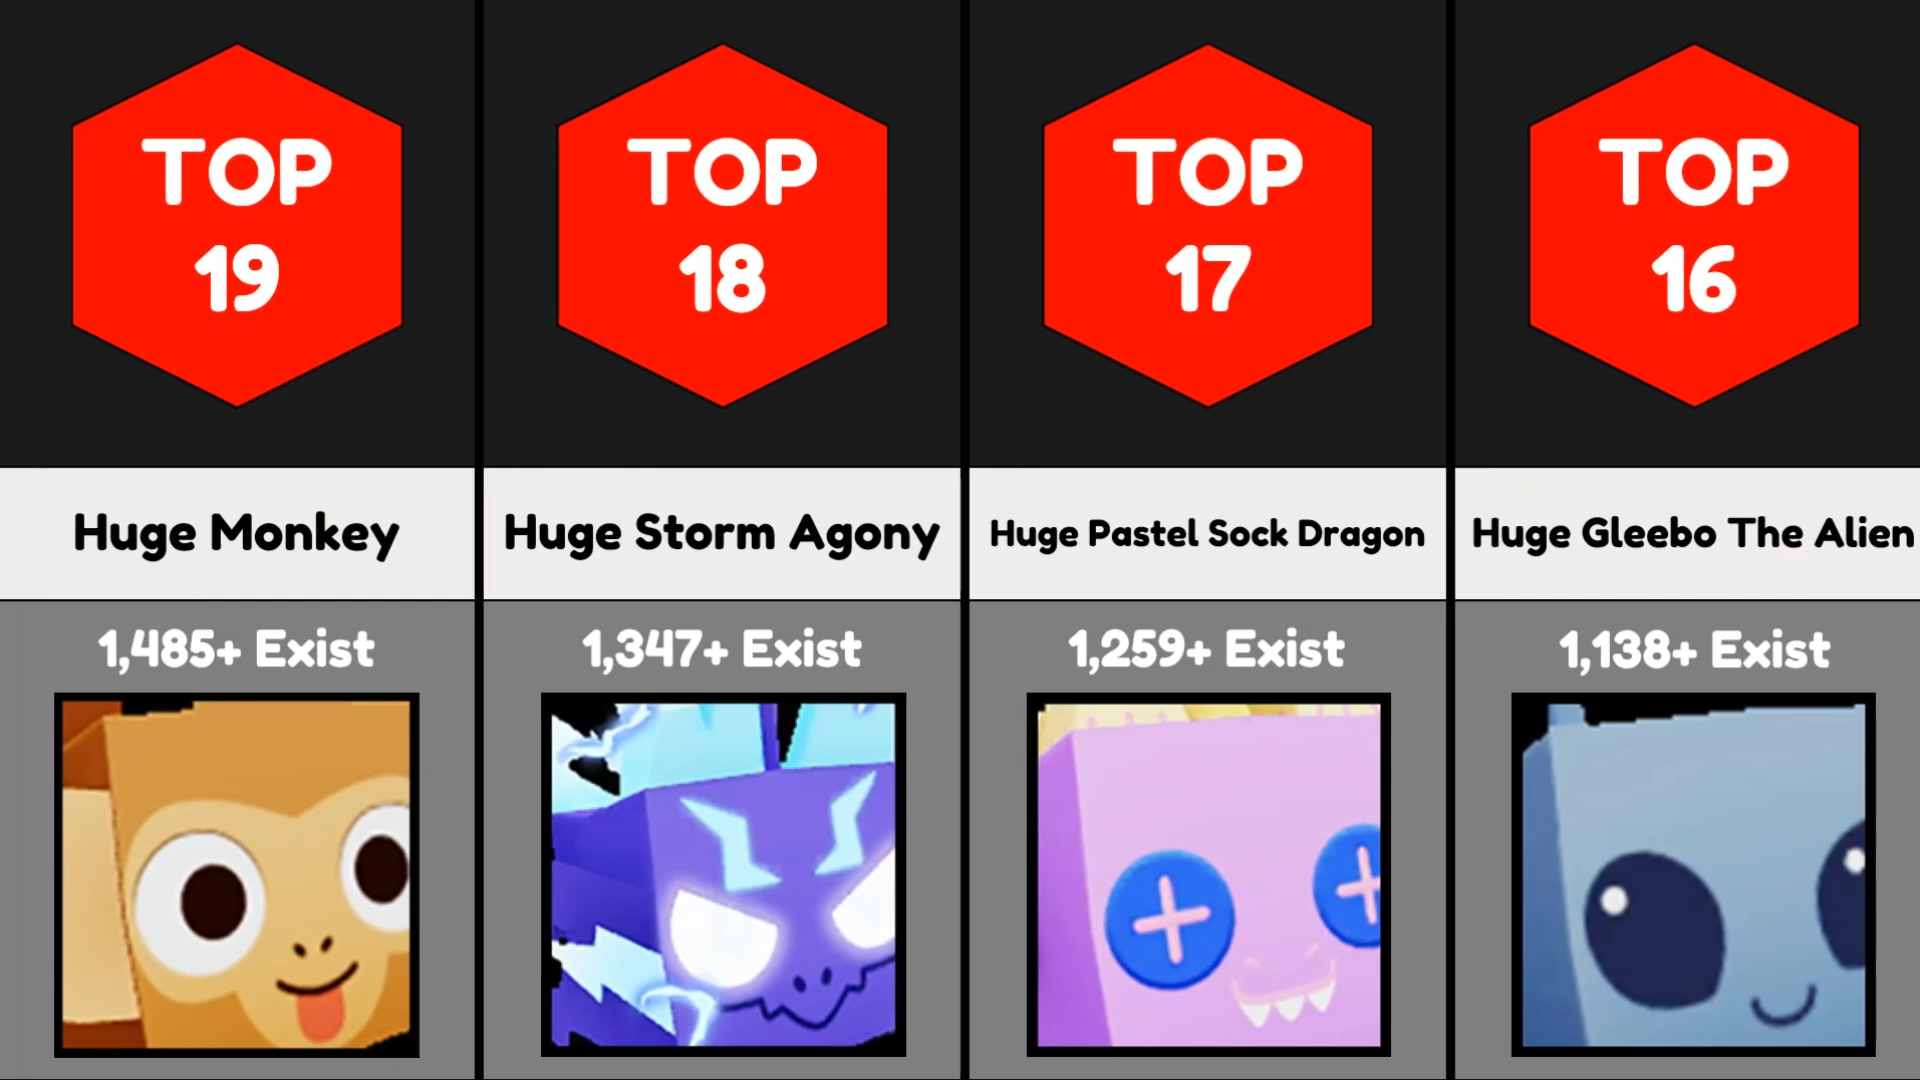 TOP
19
Huge Monkey
1,485+ Exist
TOP
18
Huge Storm Agony
1,347+ Exist
TOP
17
Huge Pastel Sock Dragon
1,259+ Exist
TOP
16
Huge Gleebo The Alien
1,138+ Exist